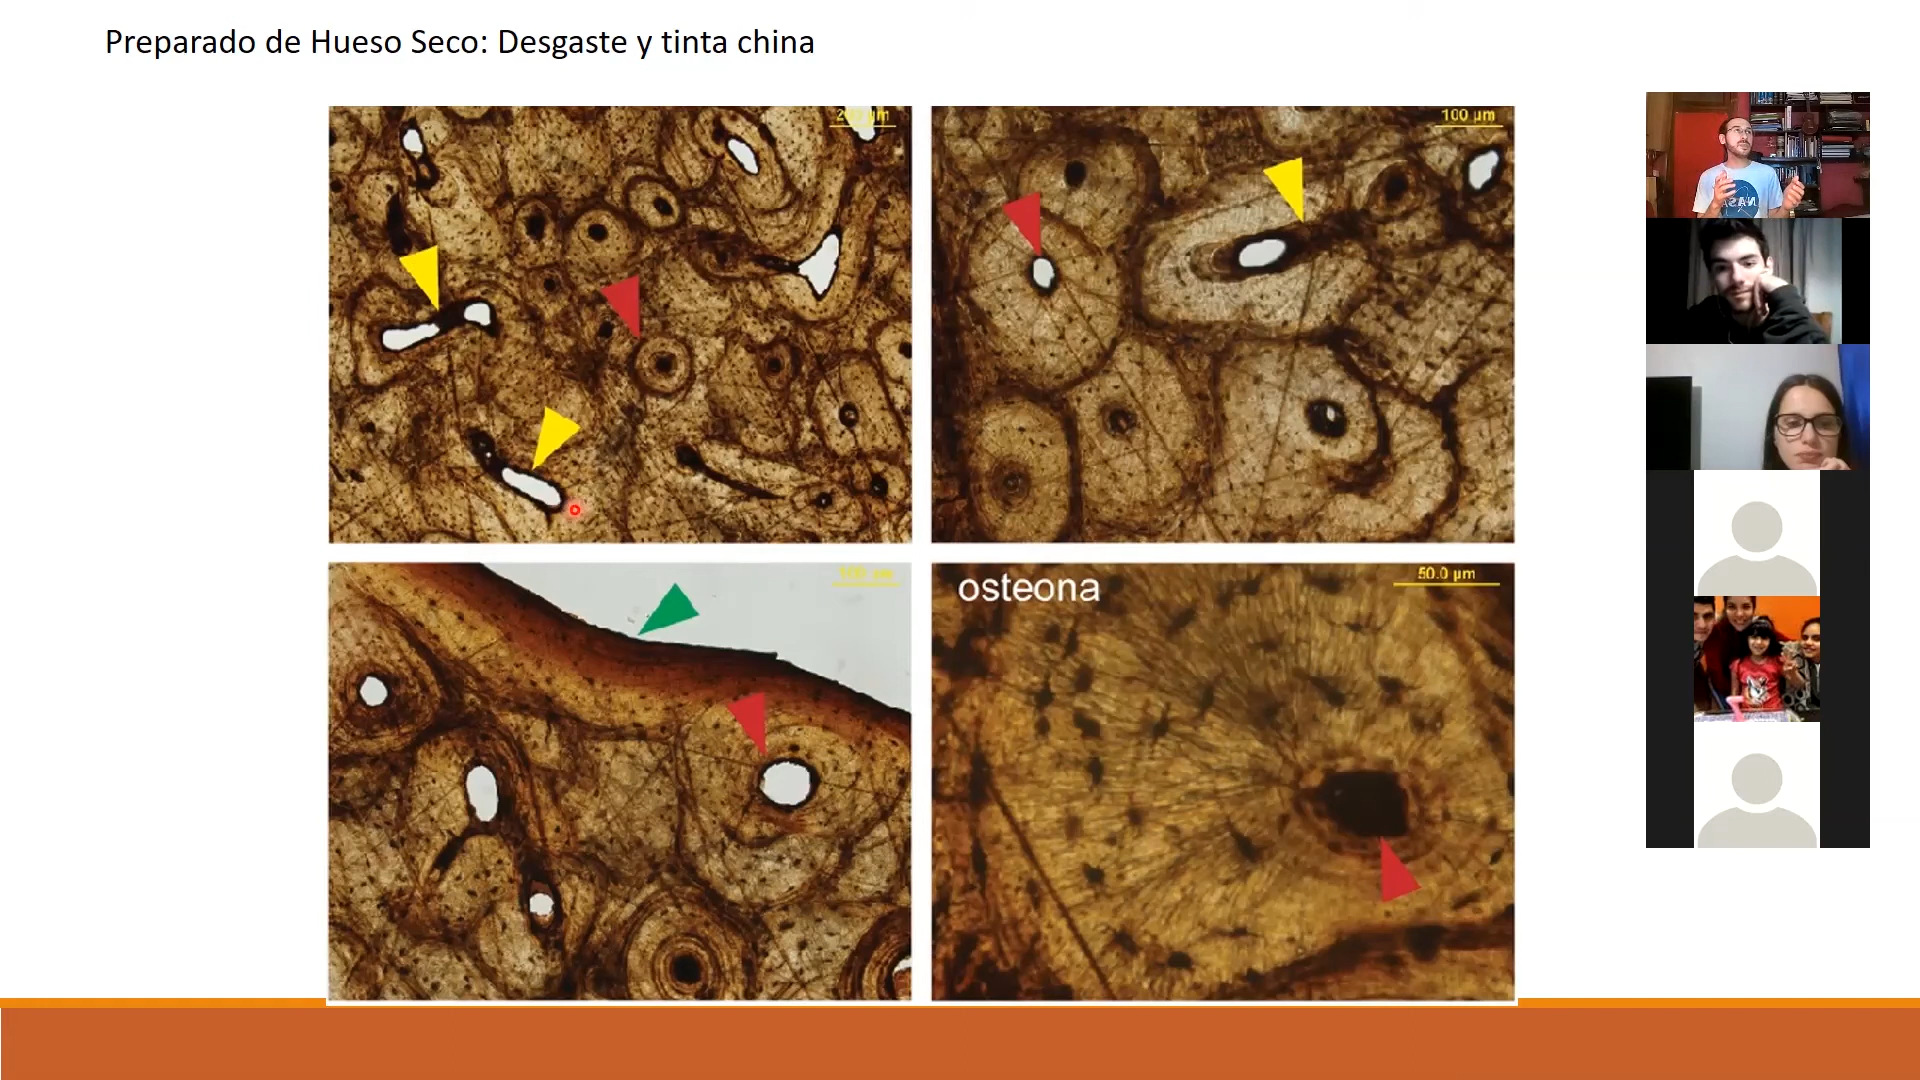 Preparado de Hueso Seco: Desgaste y tinta china
100 µm
osteona
50.0 µm